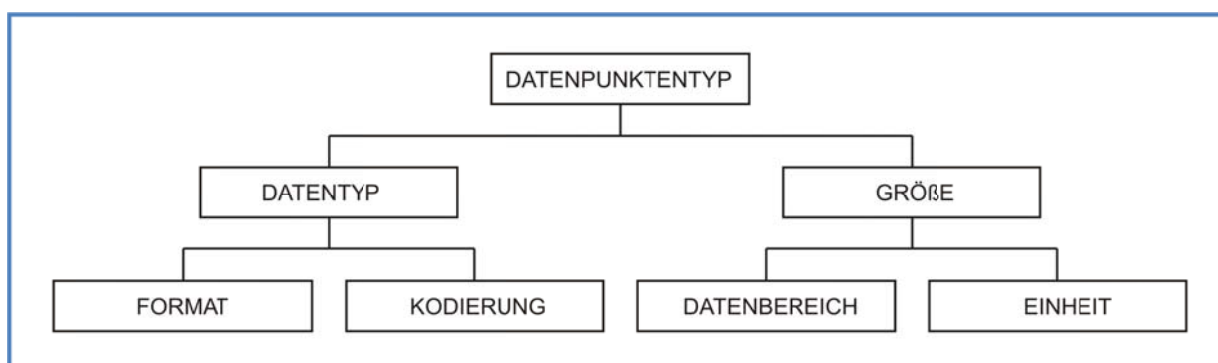 DATENPUNKTENTYP
DATENTYP
GRÖßE
FORMAT
KODIERUNG
DATENBEREICH
EINHEIT